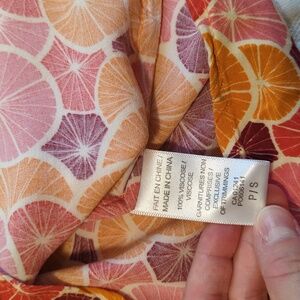 FAIT EN CHINE /
MADE IN CHINA
100% VISCOSE /
VISCOSE
GARNITURES NON
COMPRISES /
EXCLUSIVE
OF TRIMMINGS
P/S